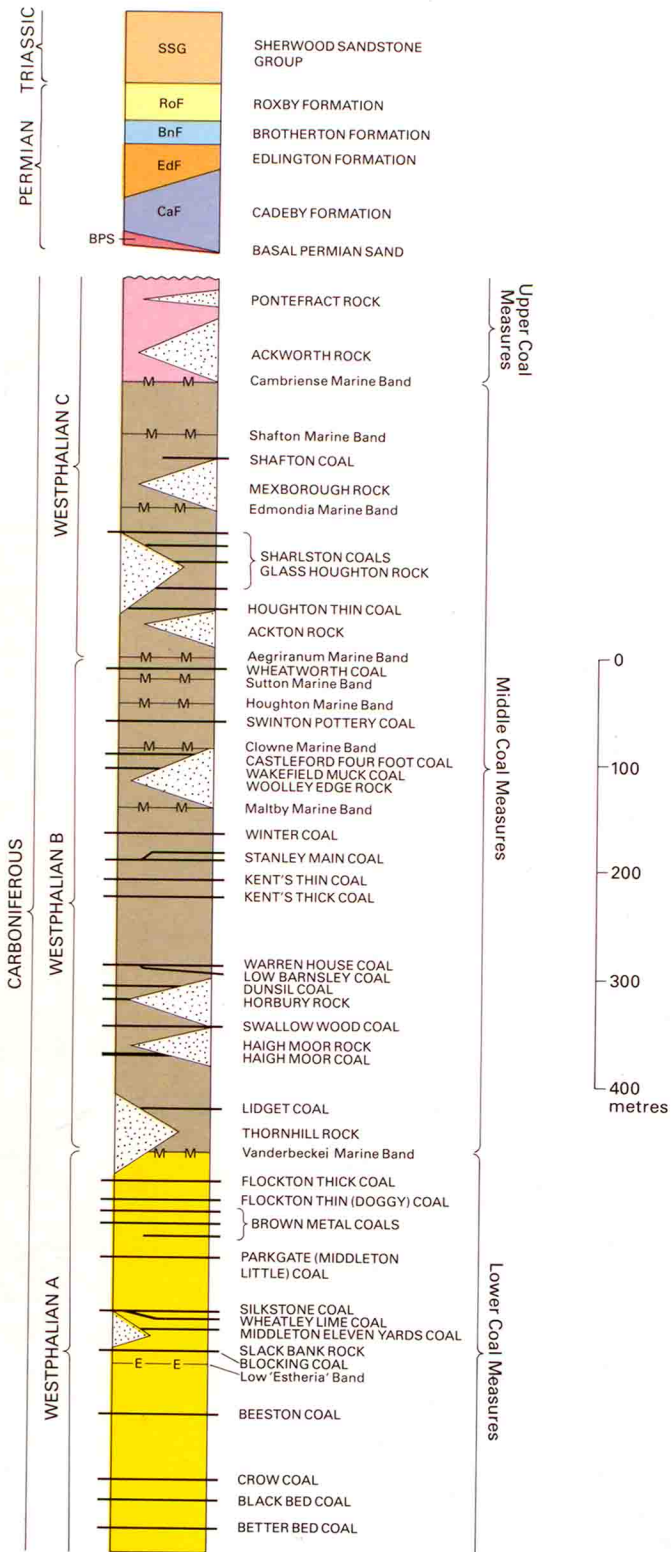 TRIASSIC
PERMIAN
SSG
SHERWOOD SANDSTONE
GROUP
RoF
ROXBY FORMATION
BnF
BROTHERTON FORMATION
EdF
EDLINGTON FORMATION
CaF
CADEBY FORMATION
BPS
BASAL PERMIAN SAND
CARBONIFEROUS
WESTPHALIAN C
WESTPHALIAN B
WESTPHALIAN A
Upper Coal
Measures
Middle Coal Measures
Lower Coal Measures
PONTEFRACT ROCK
ACKWORTH ROCK
M M
Cambriense Marine Band
M M
Shafton Marine Band
SHAFTON COAL
MEXBOROUGH ROCK
M M
Edmondia Marine Band
SHARLSTON COALS
GLASS HOUGHTON ROCK
HOUGHTON THIN COAL
ACKTON ROCK
M M
Aegiranum Marine Band
WHEATWORTH COAL
M M
Sutton Marine Band
M M
Houghton Marine Band
SWINTON POTTERY COAL
M M
Clowne Marine Band
CASTLEFORD FOUR FOOT COAL
WAKEFIELD MUCK COAL
WOOLLEY EDGE ROCK
M M
Maltby Marine Band
WINTER COAL
STANLEY MAIN COAL
KENT'S THIN COAL
KENT'S THICK COAL
WARREN HOUSE COAL
LOW BARNSLEY COAL
DUNSIL COAL
HORBURY ROCK
SWALLOW WOOD COAL
HAIGH MOOR ROCK
HAIGH MOOR COAL
LIDGET COAL
THORNHILL ROCK
M M
Vanderbeckei Marine Band
FLOCKTON THICK COAL
FLOCKTON THIN (DOGGY) COAL
BROWN METAL COALS
PARKGATE (MIDDLETON
LITTLE) COAL
SILKSTONE COAL
WHEATLEY LIME COAL
MIDDLETON ELEVEN YARDS COAL
SLACK BANK ROCK
BLOCKING COAL
E E
Low 'Estheria' Band
BEESTON COAL
CROW COAL
BLACK BED COAL
BETTER BED COAL
0
100
200
300
400
metres